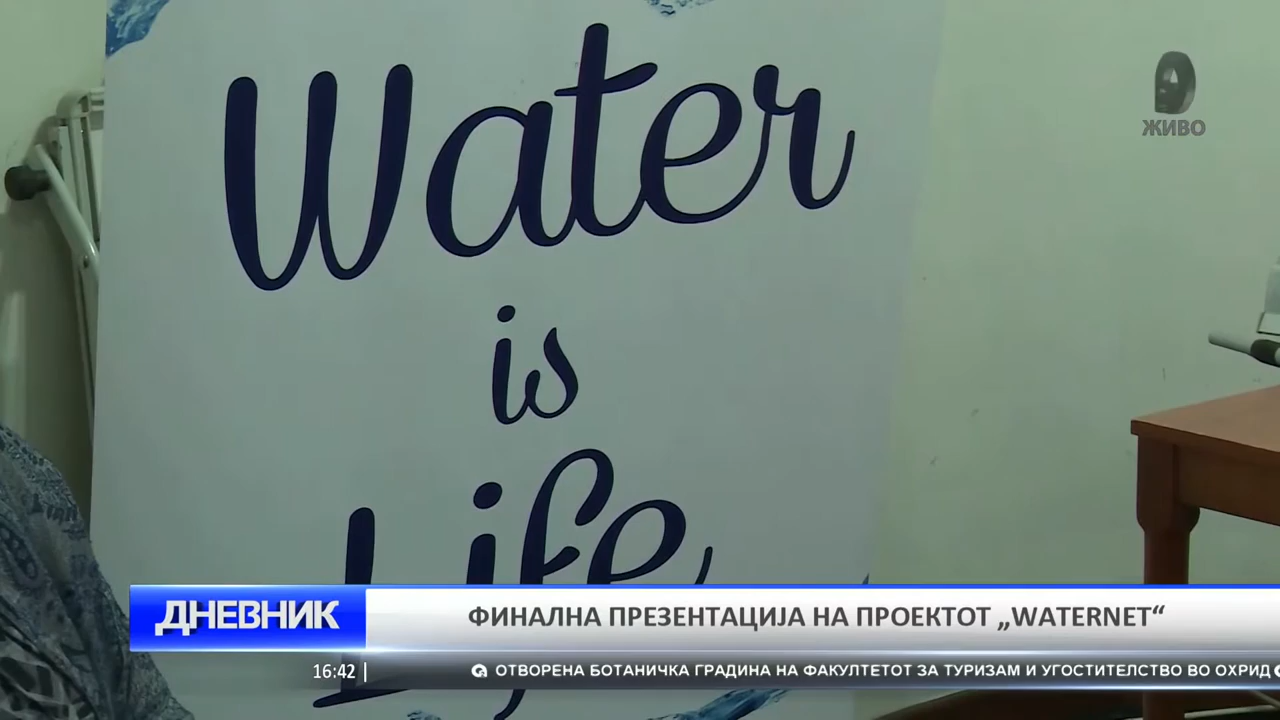 Water
is
Life
ЖИВО
ДНЕВНИК
ФИНАЛНА ПРЕЗЕНТАЦИЈА НА ПРОЕКТОТ „WATERNET“
16:42
ОТВОРЕНА БОТАНИЧКА ГРАДИНА НА ФАКУЛТЕТОТ ЗА ТУРИЗАМ И УГОСТИТЕЛСТВО ВО ОХРИД